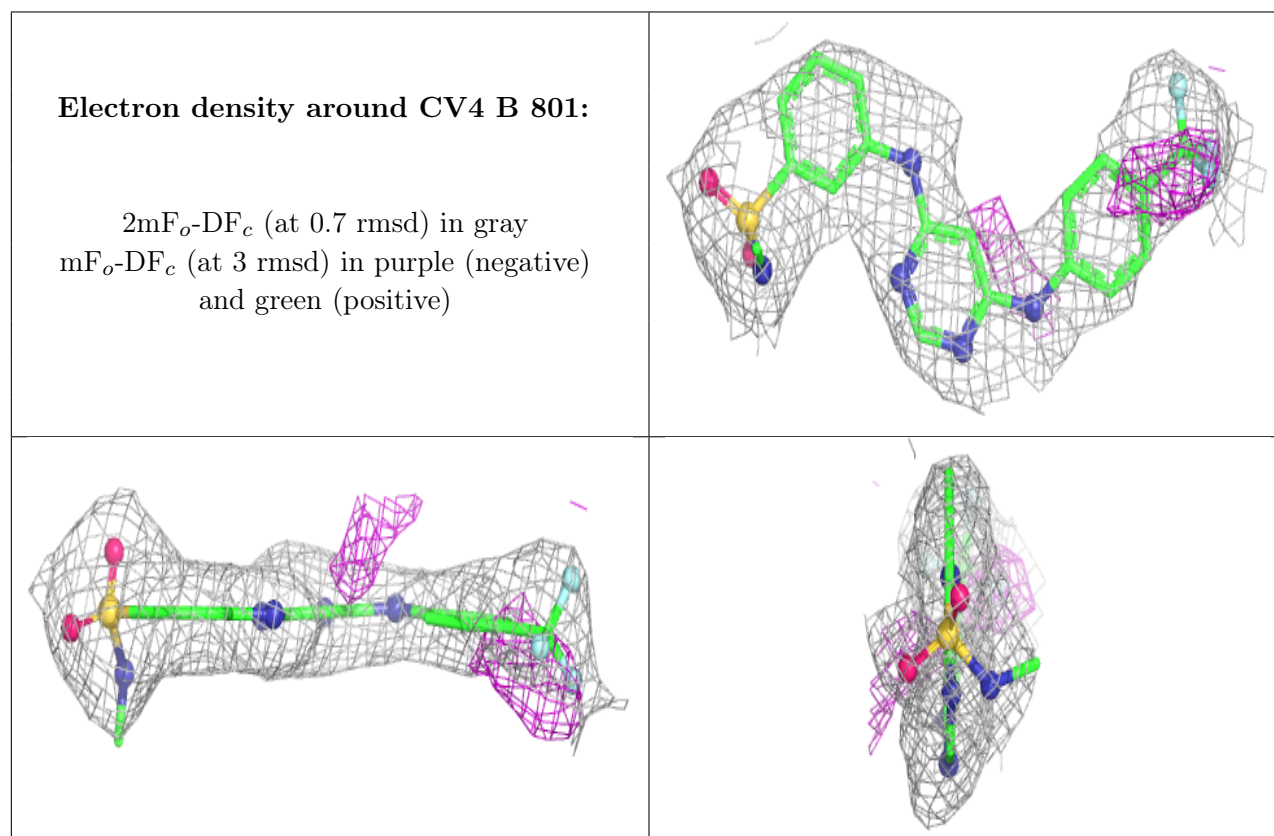 Electron density around CV4 B 801:
2mFo-DFc (at 0.7 rmsd) in gray
mFo-DFc (at 3 rmsd) in purple (negative)
and green (positive)